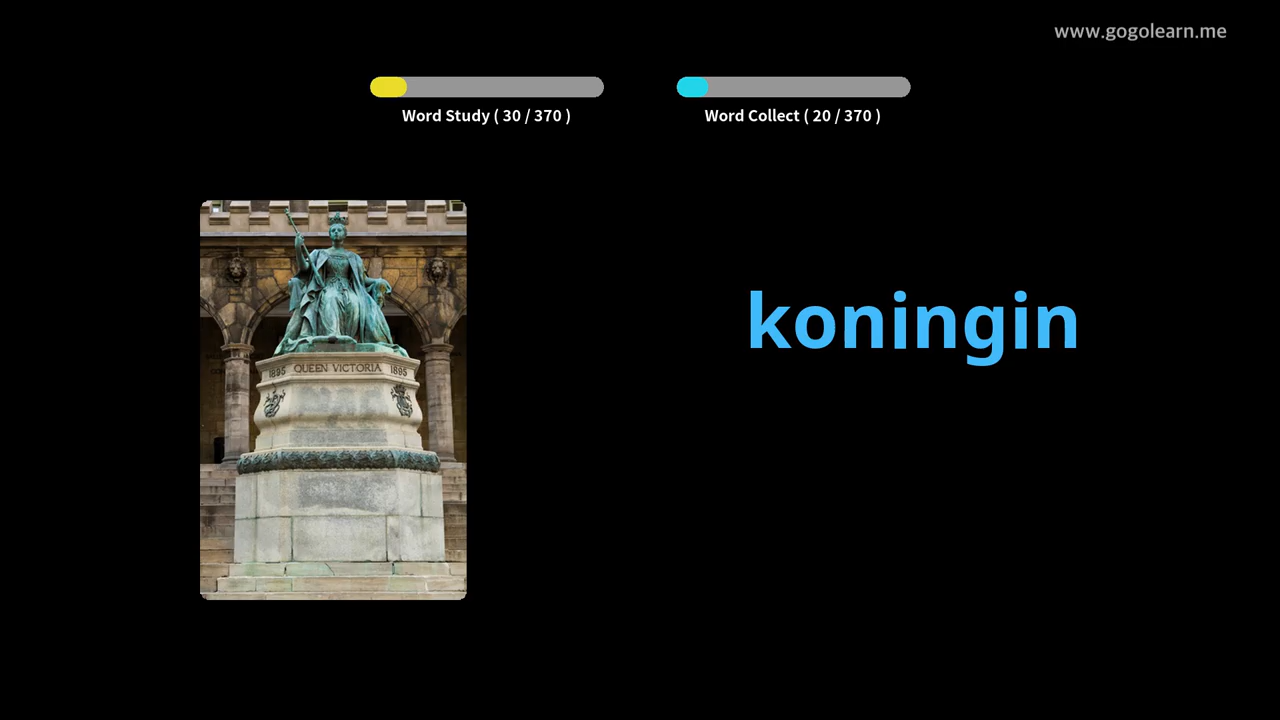 www.gogolearn.me
Word Study ( 30 / 370 )
Word Collect ( 20 / 370 )
1895 QUEEN VICTORIA 1895
koningin